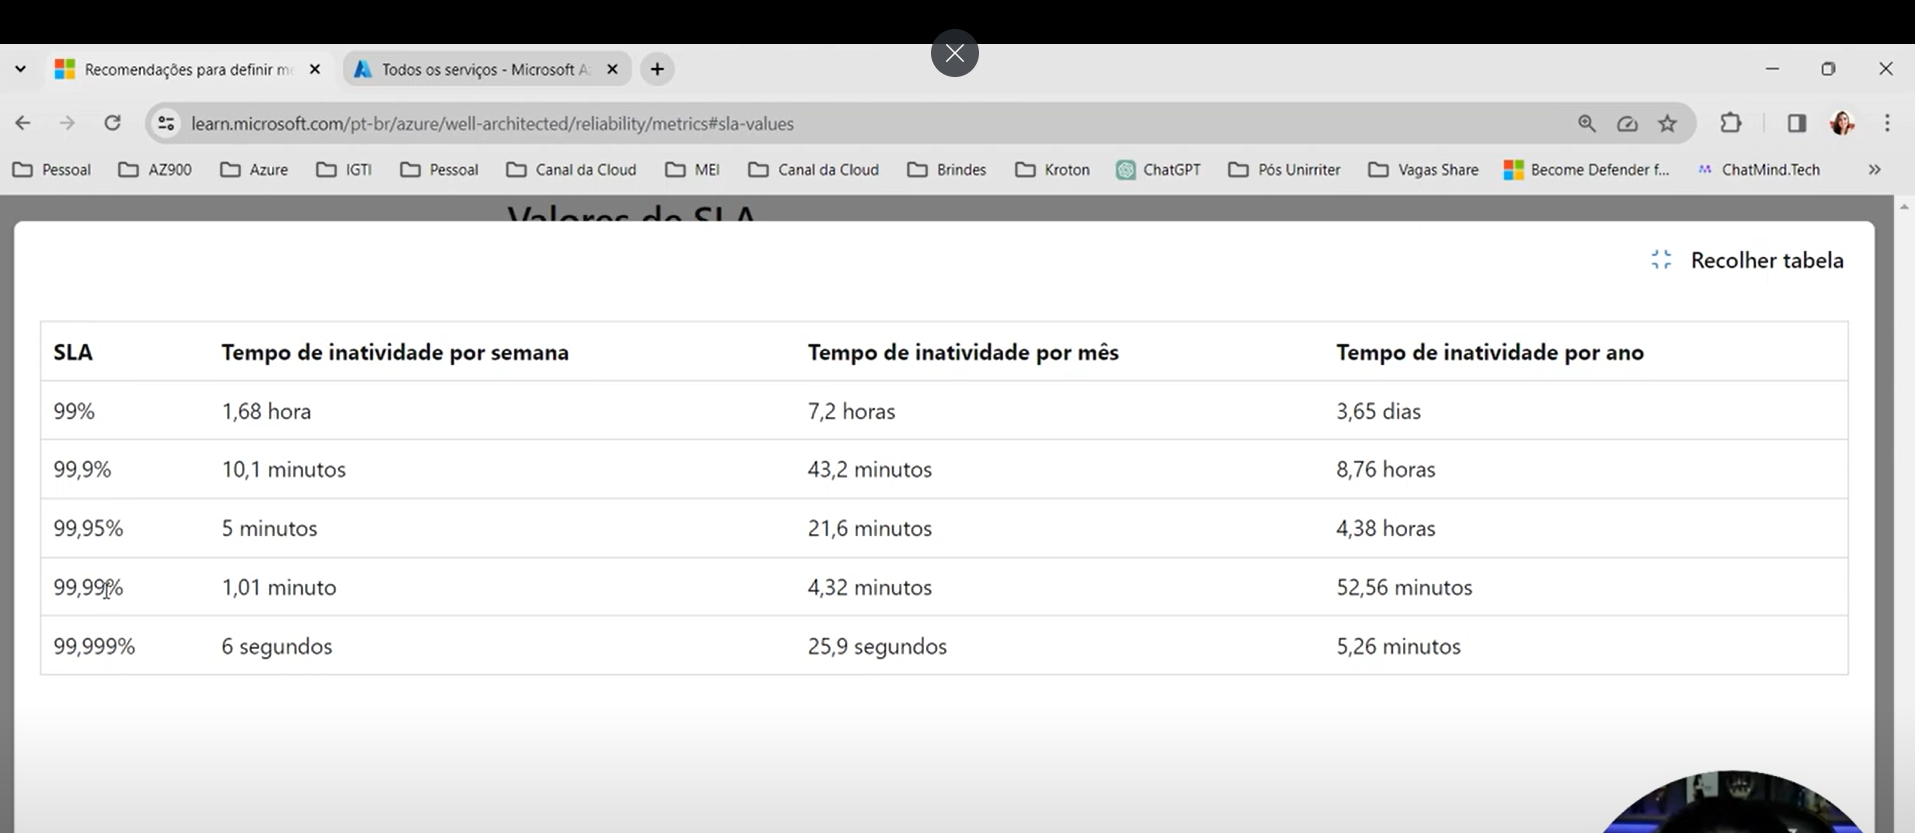 Recomendações para definir me
Todos os serviços - Microsoft A
learn.microsoft.com/pt-br/azure/well-architected/reliability/metrics#sla-values
Pessoal AZ900 Azure IGTI Pessoal Canal da Cloud MEI Canal da Cloud Brindes Kroton ChatGPT Pós Unirriter Vagas Share Become Defender f... ChatMind.Tech
Valores de SLA
Recolher tabela
SLA Tempo de inatividade por semana Tempo de inatividade por mês Tempo de inatividade por ano
99% 1,68 hora 7,2 horas 3,65 dias
99,9% 10,1 minutos 43,2 minutos 8,76 horas
99,95% 5 minutos 21,6 minutos 4,38 horas
99,99% 1,01 minuto 4,32 minutos 52,56 minutos
99,999% 6 segundos 25,9 segundos 5,26 minutos